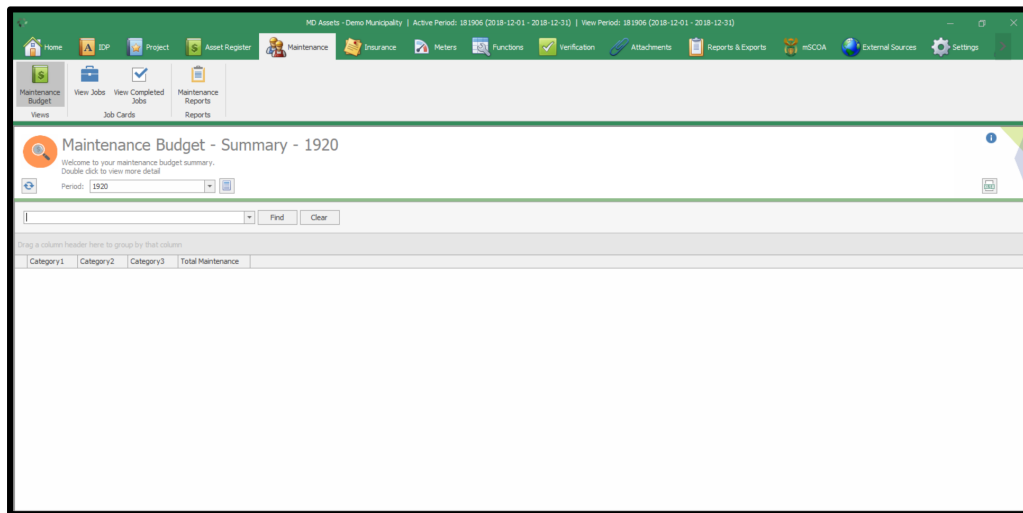 MD Assets - Demo Municipality | Active Period: 181906 (2018-12-01 - 2018-12-31) | View Period: 181906 (2018-12-01 - 2018-12-31)
Home IDP Project Asset Register Maintenance Insurance Meters Functions Verification Attachments Reports & Exports mSCOA External Sources Settings
Maintenance Budget View Jobs View Completed Jobs Maintenance Reports
Views Job Cards Reports
Maintenance Budget - Summary - 1920
Welcome to your maintenance budget summary.
Double click to view more detail
Period: 1920
Find Clear
Drag a column header here to group by that column
Category1 Category2 Category3 Total Maintenance